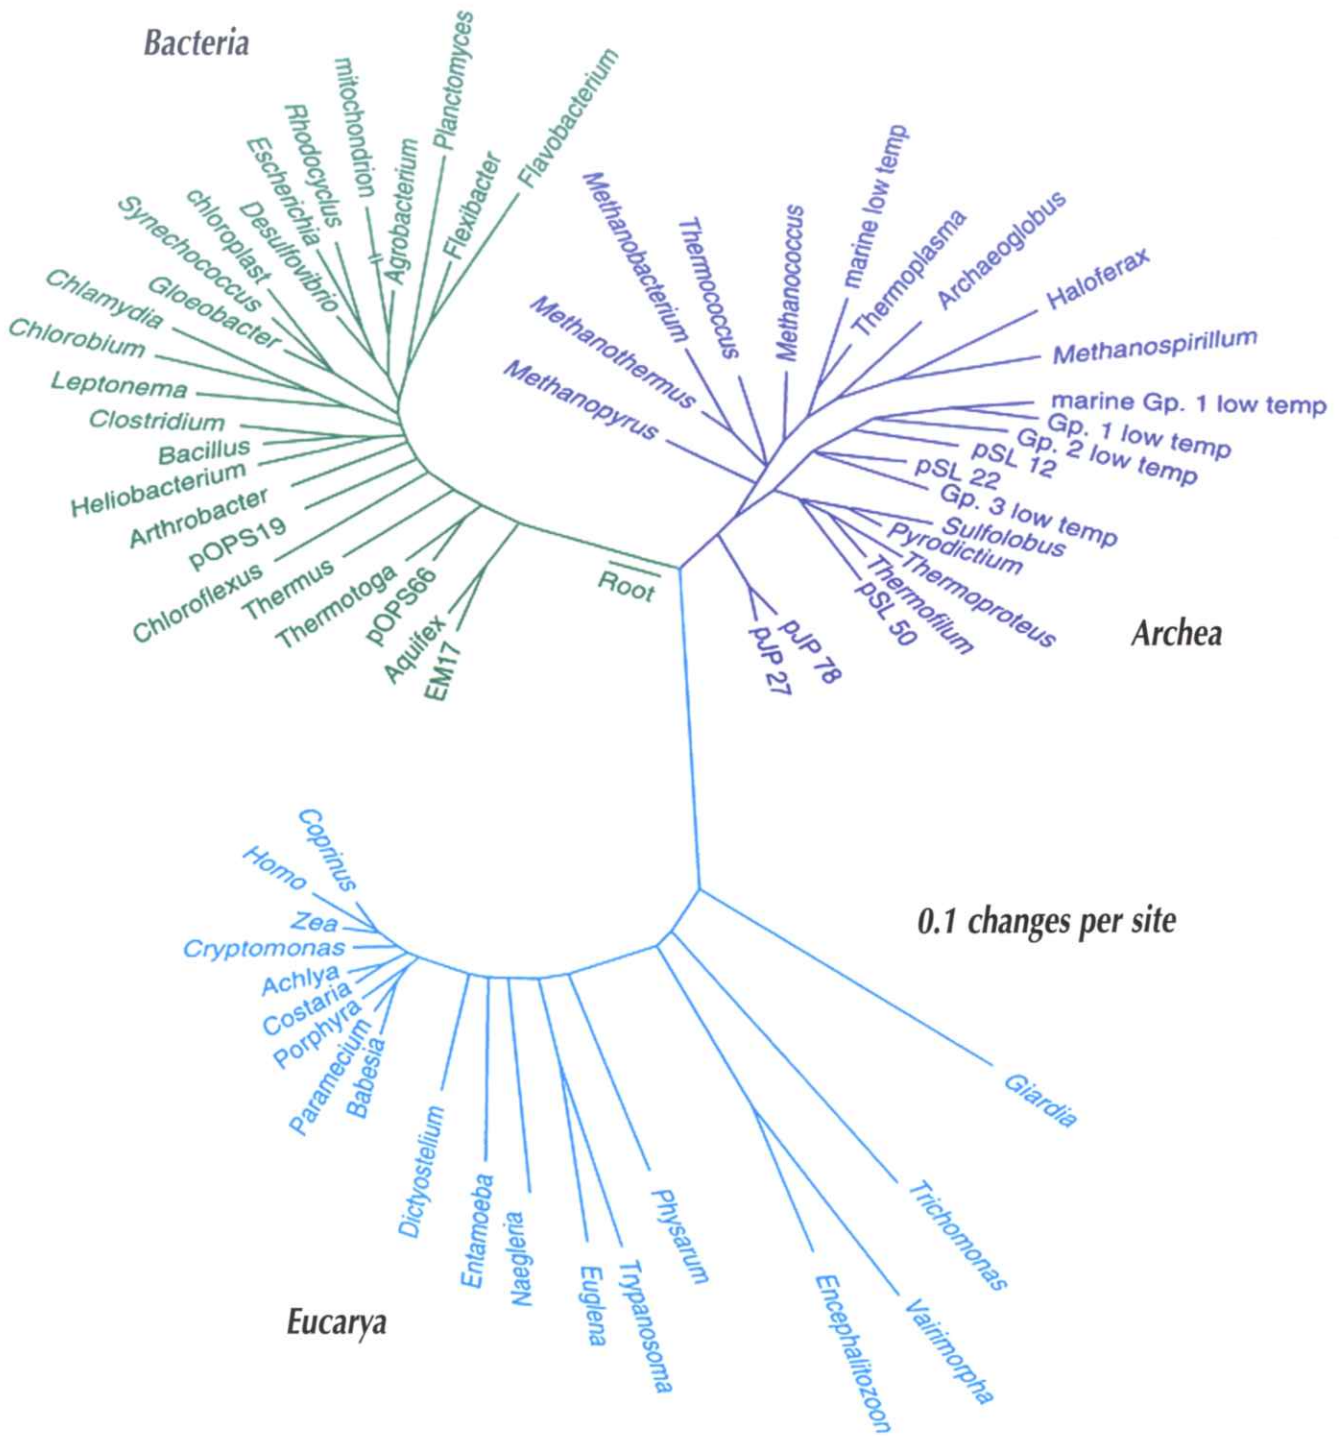 Bacteria
Planctomyces
Flavobacterium
mitochondrion
Rhodocyclus
Escherichia
Agrobacterium
Flexibacter
chloroplast
Desulfovibrio
Synechococcus
Gloeobacter
Chlamydia
Chlorobium
Leptonema
Clostridium
Bacillus
Heliobacterium
Arthrobacter
pOPS19
Chloroflexus
Thermus
Thermotoga
pOPS66
Aquifex
EM17
Root
Methanopyrus
Methanothermus
Methanobacterium
Thermococcus
Methanococcus
marine low temp
Thermoplasma
Archaeoglobus
Haloferax
Methanospirillum
marine Gp. 1 low temp
Gp. 1 low temp
Gp. 2 low temp
pSL 12
pSL 22
Gp. 3 low temp
Sulfolobus
Pyrodictium
Thermoproteus
Thermofilum
pSL 50
pJP 78
pJP 27
Archea
Coprinus
Homo
Zea
Cryptomonas
Achlya
Costaria
Porphyra
Paramecium
Babesia
Dictyostelium
Entamoeba
Naegleria
Euglena
Trypanosoma
Physarum
Encephalitozoon
Vairimorpha
Trichomonas
Giardia
0.1 changes per site
Eucarya